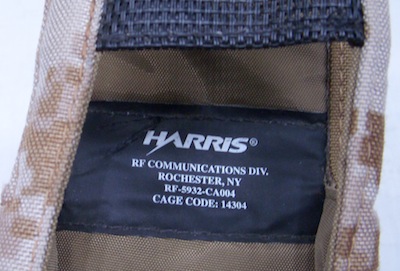 HARRIS®
RF COMMUNICATIONS DIV.
ROCHESTER, NY
RF-5932-CA004
CAGE CODE: 14304